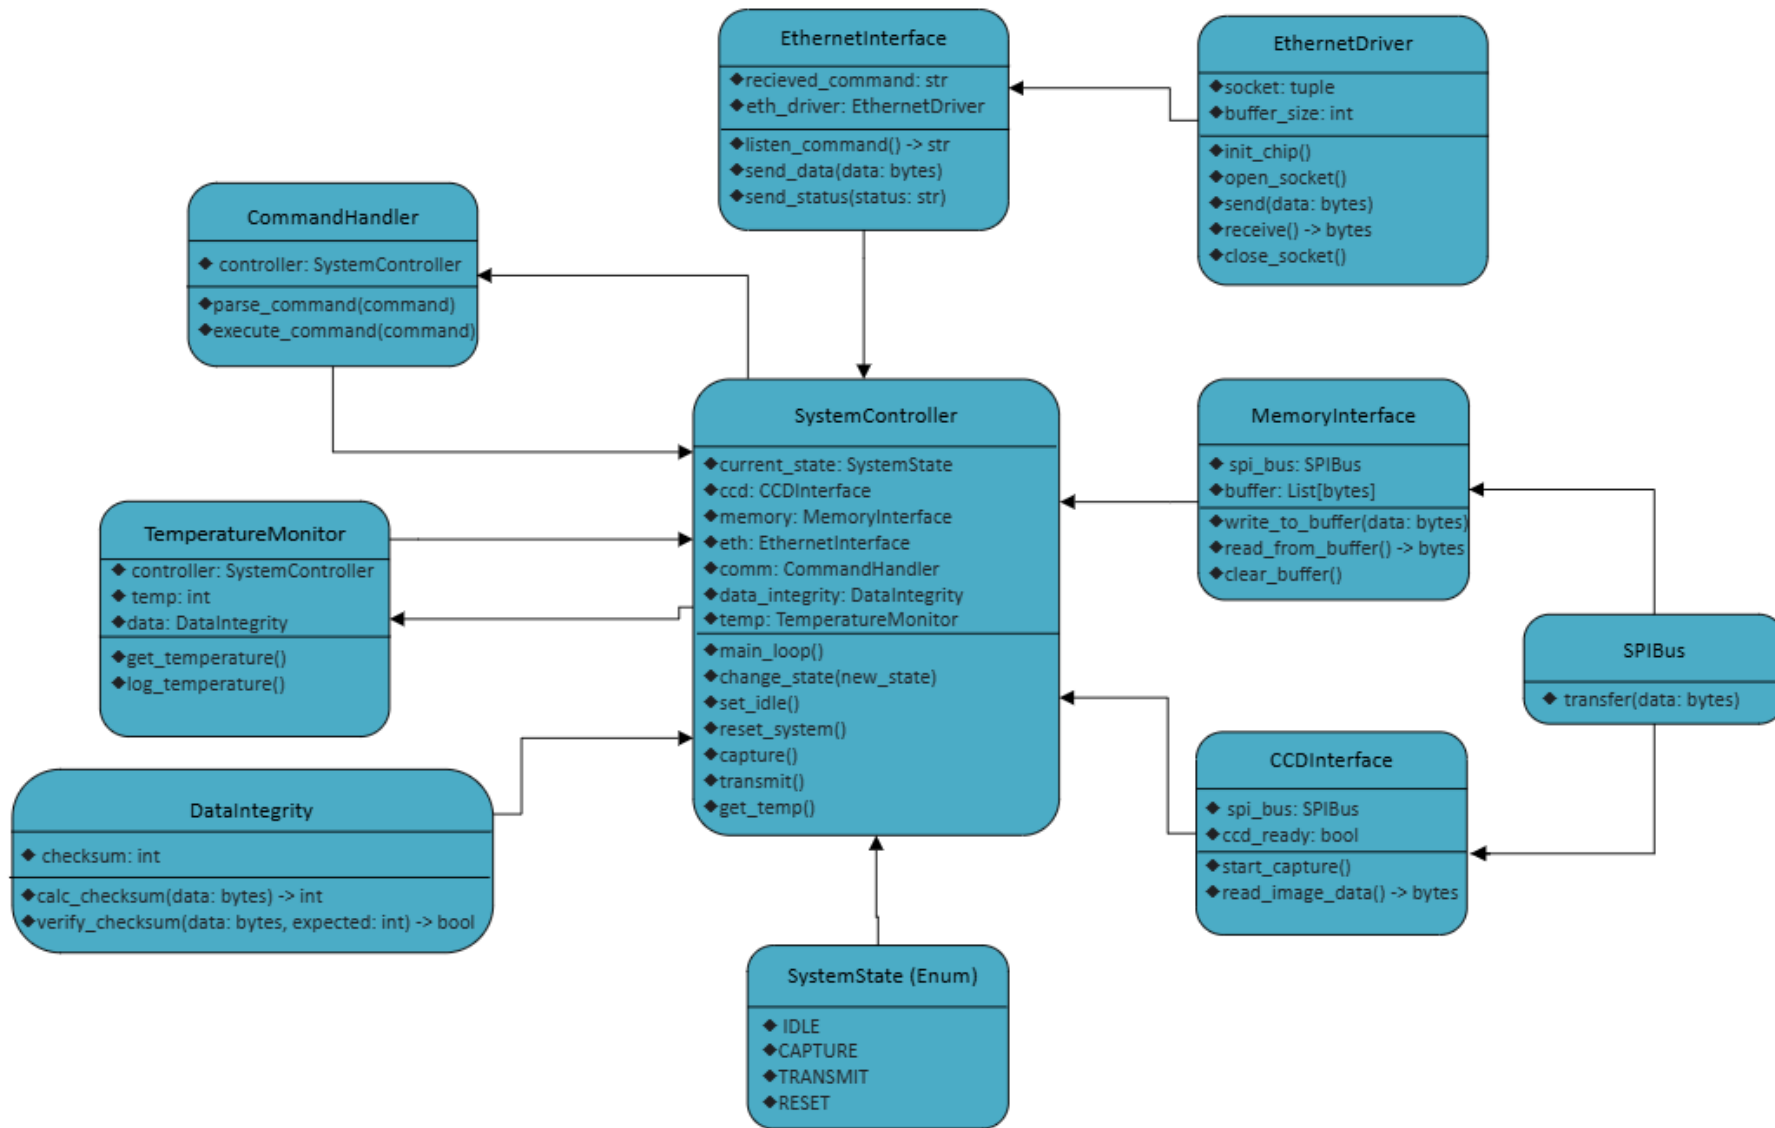 EthernetInterface
◆recieved_command: str
◆eth_driver: EthernetDriver
◆listen_command() -> str
◆send_data(data: bytes)
◆send_status(status: str)
EthernetDriver
◆socket: tuple
◆buffer_size: int
◆init_chip()
◆open_socket()
◆send(data: bytes)
◆receive() -> bytes
◆close_socket()
CommandHandler
◆ controller: SystemController
◆parse_command(command)
◆execute_command(command)
SystemController
◆current_state: SystemState
◆ccd: CCDInterface
◆memory: MemoryInterface
◆eth: EthernetInterface
◆comm: CommandHandler
◆data_integrity: DataIntegrity
◆temp: TemperatureMonitor
◆main_loop()
◆change_state(new_state)
◆set_idle()
◆reset_system()
◆capture()
◆transmit()
◆get_temp()
MemoryInterface
◆ spi_bus: SPIBus
◆buffer: List[bytes]
◆write_to_buffer(data: bytes)
◆read_from_buffer() -> bytes
◆clear_buffer()
TemperatureMonitor
◆ controller: SystemController
◆ temp: int
◆ data: DataIntegrity
◆get_temperature()
◆log_temperature()
SPIBus
◆ transfer(data: bytes)
CCDInterface
◆ spi_bus: SPIBus
◆ccd_ready: bool
◆start_capture()
◆read_image_data() -> bytes
DataIntegrity
◆ checksum: int
◆calc_checksum(data: bytes) -> int
◆verify_checksum(data: bytes, expected: int) -> bool
SystemState (Enum)
◆ IDLE
◆CAPTURE
◆TRANSMIT
◆RESET